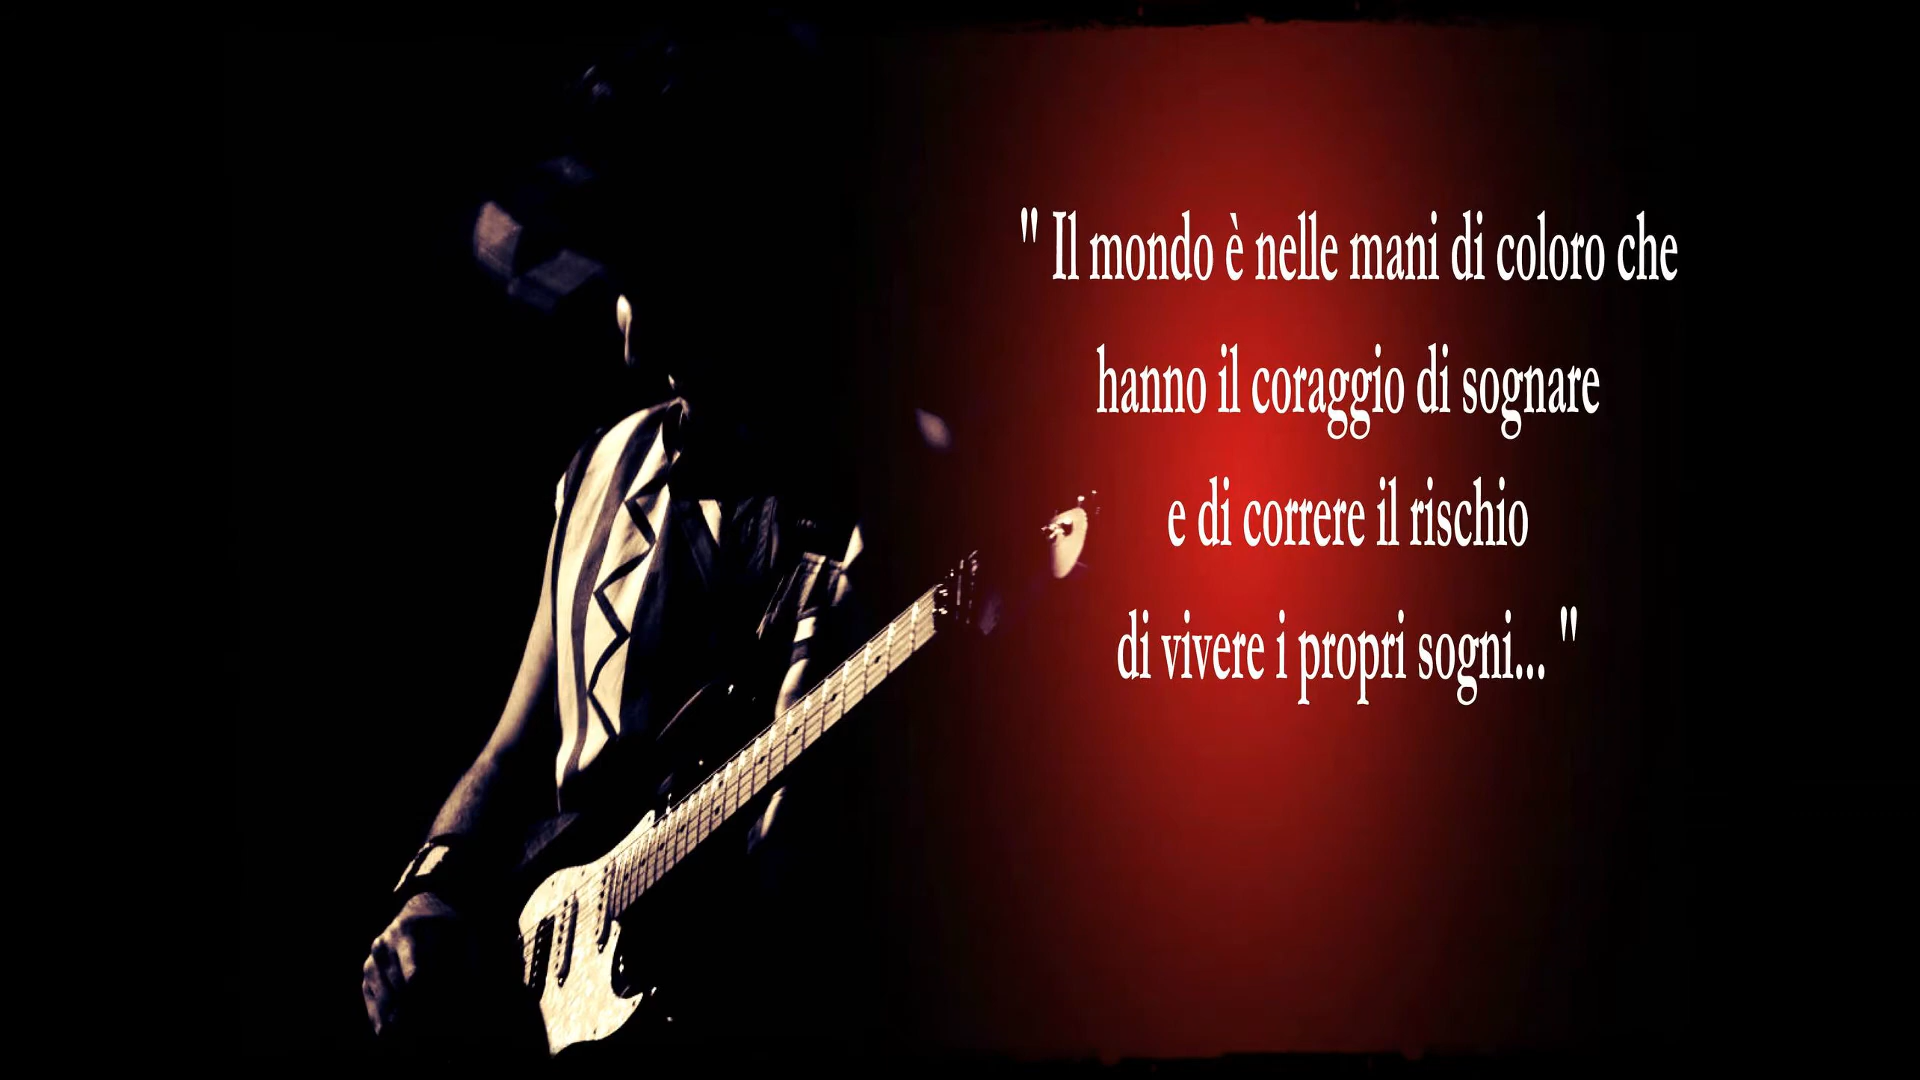 " Il mondo è nelle mani di coloro che
hanno il coraggio di sognare
e di correre il rischio
di vivere i propri sogni... "